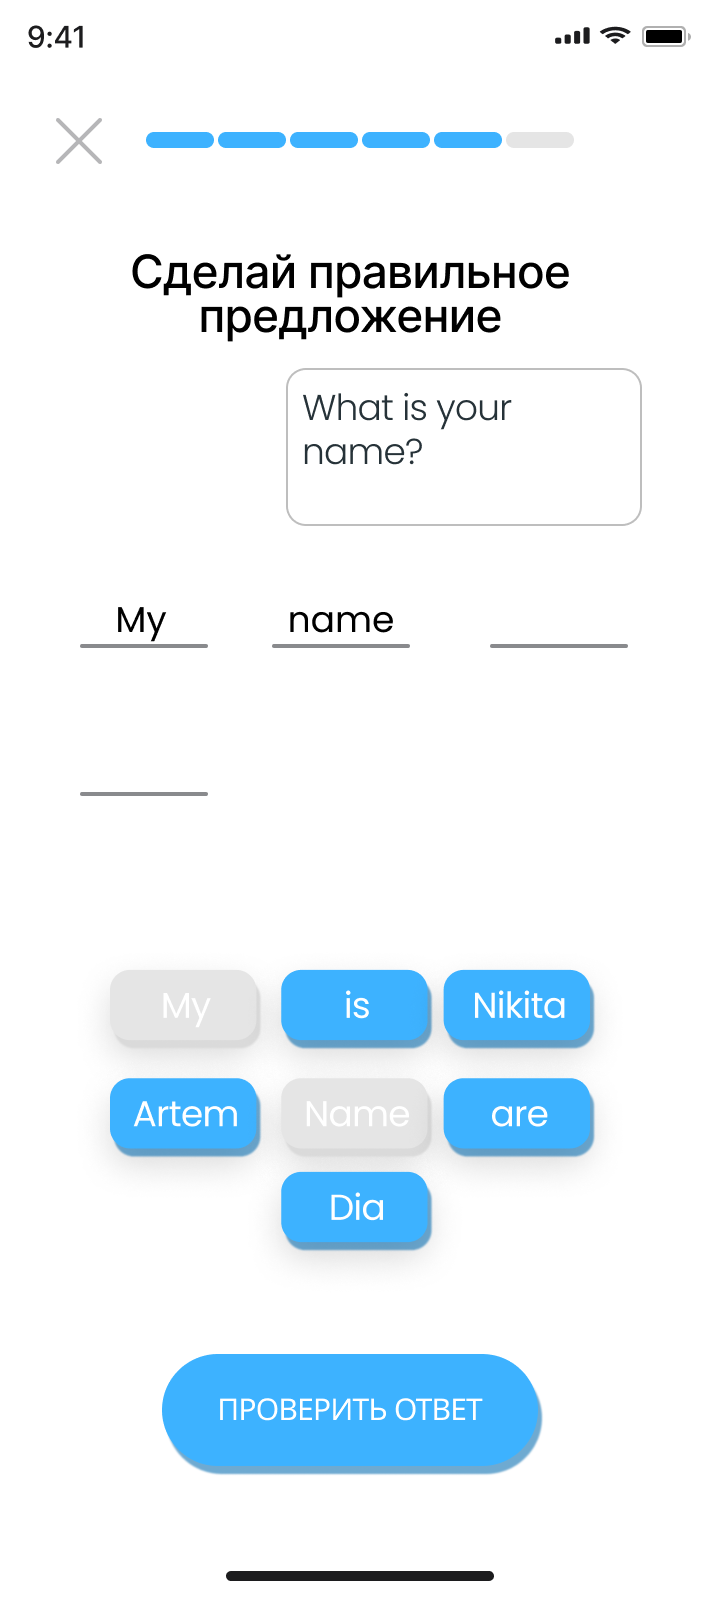 9:41
Сделай правильное
предложение
What is your
name?
My name
My is Nikita
Artem Name are
Dia
ПРОВЕРИТЬ ОТВЕТ